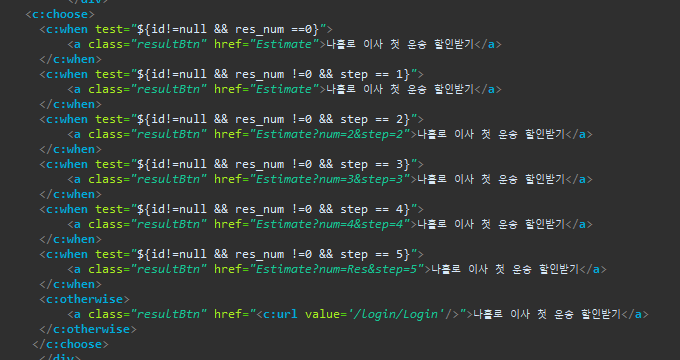 </div>
<c:choose>
<c:when test="${id!=null && res_num ==0}">
<a class="resultBtn" href="Estimate">나홀로 이사 첫 운송 할인받기</a>
</c:when>
<c:when test="${id!=null && res_num !=0 && step == 1}">
<a class="resultBtn" href="Estimate">나홀로 이사 첫 운송 할인받기</a>
</c:when>
<c:when test="${id!=null && res_num !=0 && step == 2}">
<a class="resultBtn" href="Estimate?num=2&step=2">나홀로 이사 첫 운송 할인받기</a>
</c:when>
<c:when test="${id!=null && res_num !=0 && step == 3}">
<a class="resultBtn" href="Estimate?num=3&step=3">나홀로 이사 첫 운송 할인받기</a>
</c:when>
<c:when test="${id!=null && res_num !=0 && step == 4}">
<a class="resultBtn" href="Estimate?num=4&step=4">나홀로 이사 첫 운송 할인받기</a>
</c:when>
<c:when test="${id!=null && res_num !=0 && step == 5}">
<a class="resultBtn" href="Estimate?num=Res&step=5">나홀로 이사 첫 운송 할인받기</a>
</c:when>
<c:otherwise>
<a class="resultBtn" href="<c:url value='/login/Login'/>">나홀로 이사 첫 운송 할인받기</a>
</c:otherwise>
</c:choose>
</div>